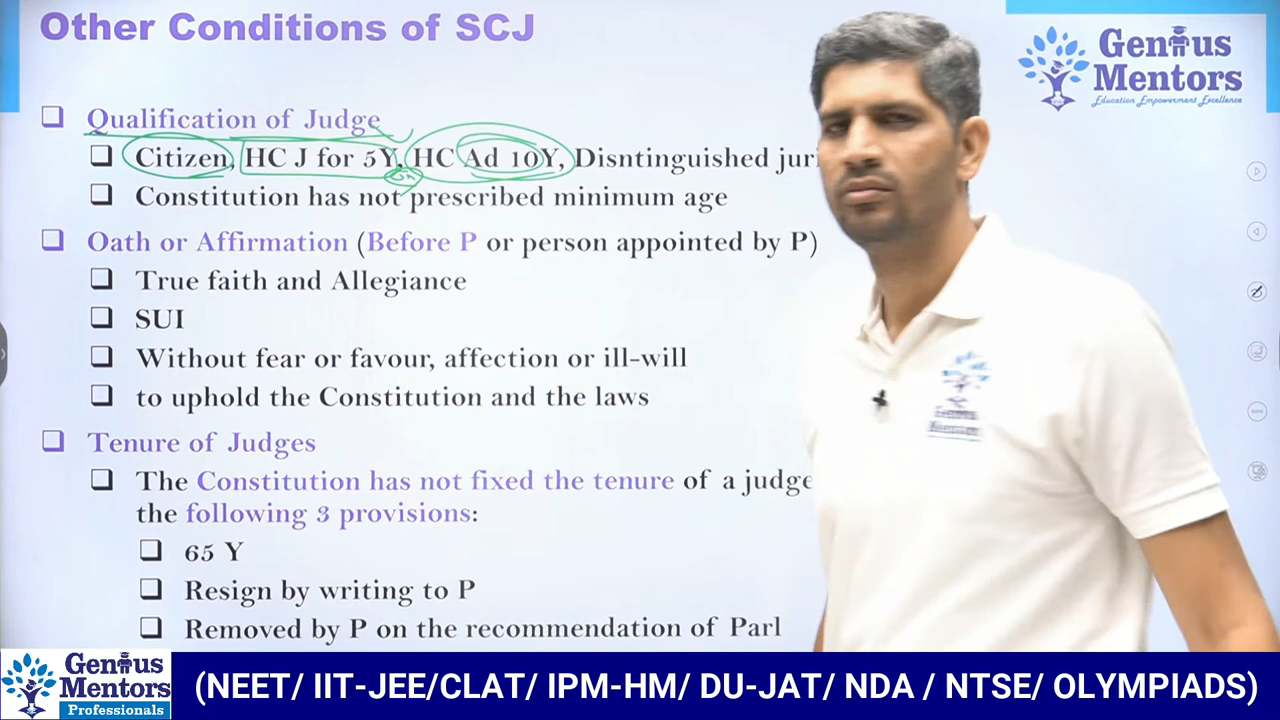 Other Conditions of SCJ
Genius
Mentors
Education Empowerment Excellence
Qualification of Judge
Citizen, HC J for 5Y, HC Ad 10Y, Disntinguished juri
Constitution has not prescribed minimum age
Oath or Affirmation (Before P or person appointed by P)
True faith and Allegiance
SUI
Without fear or favour, affection or ill-will
to uphold the Constitution and the laws
Tenure of Judges
The Constitution has not fixed the tenure of a judge
the following 3 provisions:
65 Y
Resign by writing to P
Removed by P on the recommendation of Parl
Genius
Mentors
Genius
Mentors
Professionals
(NEET/ IIT-JEE/CLAT/ IPM-HM/ DU-JAT/ NDA / NTSE/ OLYMPIADS)